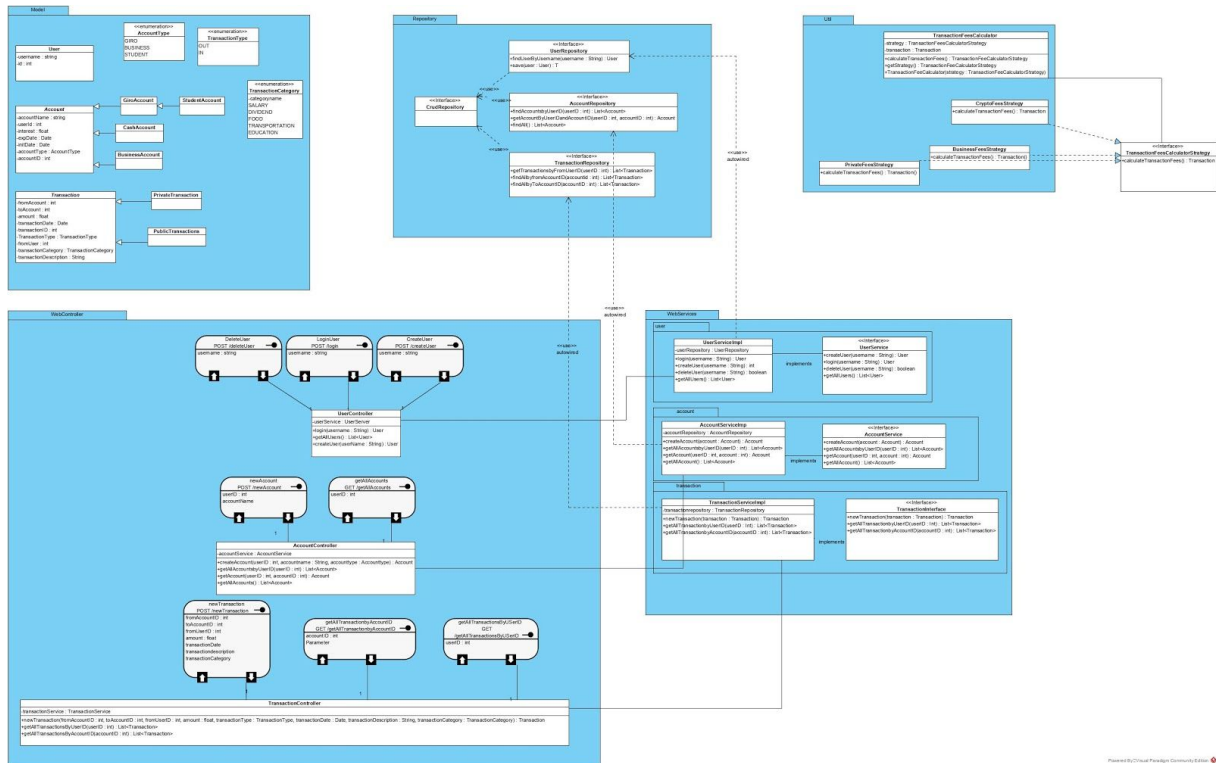 Model
<<enumeration>>
AccountType
GIRO
BUSINESS
STUDENT
<<enumeration>>
TransactionType
OUT
IN
User
-username : string
-id : int
<<enumeration>>
TransactionCategory
-categoryname
SALARY
DIVIDEND
FOOD
TRANSPORTATION
EDUCATION
Account
-accountName : string
-userId : int
-interest : float
-expDate : Date
-intDate : Date
-accountType : AccountType
-accountID : int
GiroAccount
StudentAccount
CashAccount
BusinessAccount
Transaction
-fromAccount : int
-toAccount : int
-amount : float
-transactionDate : Date
-transactionID : int
-TransactionType : TransactionType
-fromUser : int
-transactionCategory : TransactionCategory
-transactionDescription : String
PrivateTransaction
PublicTransactions
Repository
<<Interface>>
UserRepository
+findUserByUsername(username : String) : User
+save(user : User) : T
<<use>>
CrudRepository
<<use>>
<<Interface>>
AccountRepository
+findAccountsbyUserID(userID : int) : List<Account>
+getAccountByUserIDandAccountID(userID : int, accountID : int) : Account
+findAll() : List<Account>
<<use>>
<<Interface>>
TransactionRepository
+getTransactionsbyFromUserID(userID : int) : List<Transaction>
+findAllbyfromAccountID(accountId : int) : List<Transaction>
+findAllByToAccountID(accountID : int) : List<Transaction>
<<use>>
autowired
<<use>>
autowired
<<use>>
autowired
Util
TransactionFeesCalculator
-strategy : TransactionFeesCalculatorStrategy
-transaction : Transaction
+calculateTransactionFees() : TransactionFeeCalculatorStrategy
+getStrategy() : TransactionFeeCalculatorStrategy
+TransactionFeeCalculator(strategy : TransactionFeeCalculatorStrategy)
CryptoFeesStrategy
+calculateTransactionFees() : Transaction
BusinessFeesStrategy
+calculateTransactionFees() : Transaction
PrivateFeesStrategy
+calculateTransactionFees() : Transaction
<<Interface>>
TransactionFeesCalculatorStrategy
+calculateTransactionFees() : Transaction
WebController
DeleteUser
POST /deleteUser
username : string
LoginUser
POST /login
username : string
CreateUser
POST /createUser
username : string
UserController
-userService : UserServer
+login(username : String) : User
+getAllUsers() : List<User>
+createUser(userName : String) : User
newAccount
POST /newAccount
userID : int
accountName
getAllAccounts
GET /getAllAccounts
userID : int
AccountController
-accountService : AccountService
+createAccount(userID : int, accountname : String, accountype : Accounttype) : Account
+getAllAccountsbyUserID(userID : int) : List<Account>
+getAccount(userID : int, accountID : int) : Account
+getAllAccounts() : List<Account>
newTransaction
POST /newTransaction
fromAccountID : int
toAccountID : int
fromUserID : int
amount : float
transactionDate
transactiondescription
transactionCategory
getAllTransactionbyAccountID
GET /getAllTransactionbyAccountID
accountID : int
Parameter
getAllTransactionsByUSerID
GET
/getAllTransactionsByUSerID
userID : int
TransactionController
-transactionService : TransactionService
+newTransaction(fromAccountID : int, toAccountID : int, fromUserID : int, amount : float, transactionType : TransactionType, transactionDate : Date, transactionDescription : String, transactionCategory : TransactionCategory) : Transaction
+getAllTransactionsByUserID(userID : int) : List<Transaction>
+getAllTransactionsByAccountID(accountID : int) : List<Transaction>
WebServices
user
UserServiceImpl
-userRepository : UserRepository
+login(username : String) : User
+createUser(username : String) : int
+deleteUser(username : String) : boolean
+getAllUsers() : List<User>
implements
<<Interface>>
UserService
+createUser(username : String) : User
+login(username : String) : User
+deleteUser(username : String) : boolean
+getAllUsers() : List<User>
account
AccountServiceImp
-accountRepository : AccountRepository
+createAccount(account : Account) : Account
+getAllAccountsbyUserID(userID : int) : List<Account>
+getAccount(userID : int, account : int) : Account
+getAllAccount() : List<Account>
implements
<<Interface>>
AccountService
+createAccount(account : Account) : Account
+getAllAccountsbyUserID(userID : int) : List<Account>
+getAccount(userID : int, account : int) : Account
+getAllAccount() : List<Account>
transaction
TransactionServiceImpl
-transactionrepository : TransactionRepository
+newTransaction(transaction : Transaction) : Transaction
+getAllTransactionbyUserID(userID : int) : List<Transaction>
+getAllTransactionbyAccountID(accountID : int) : List<Transaction>
implements
<<Interface>>
TransactionInterface
+newTransaction(transaction : Transaction) : Transaction
+getAllTransactionbyUserID(userID : int) : List<Transaction>
+getAllTransactionbyAccountID(accountID : int) : List<Transaction>
Powered By Visual Paradigm Community Edition